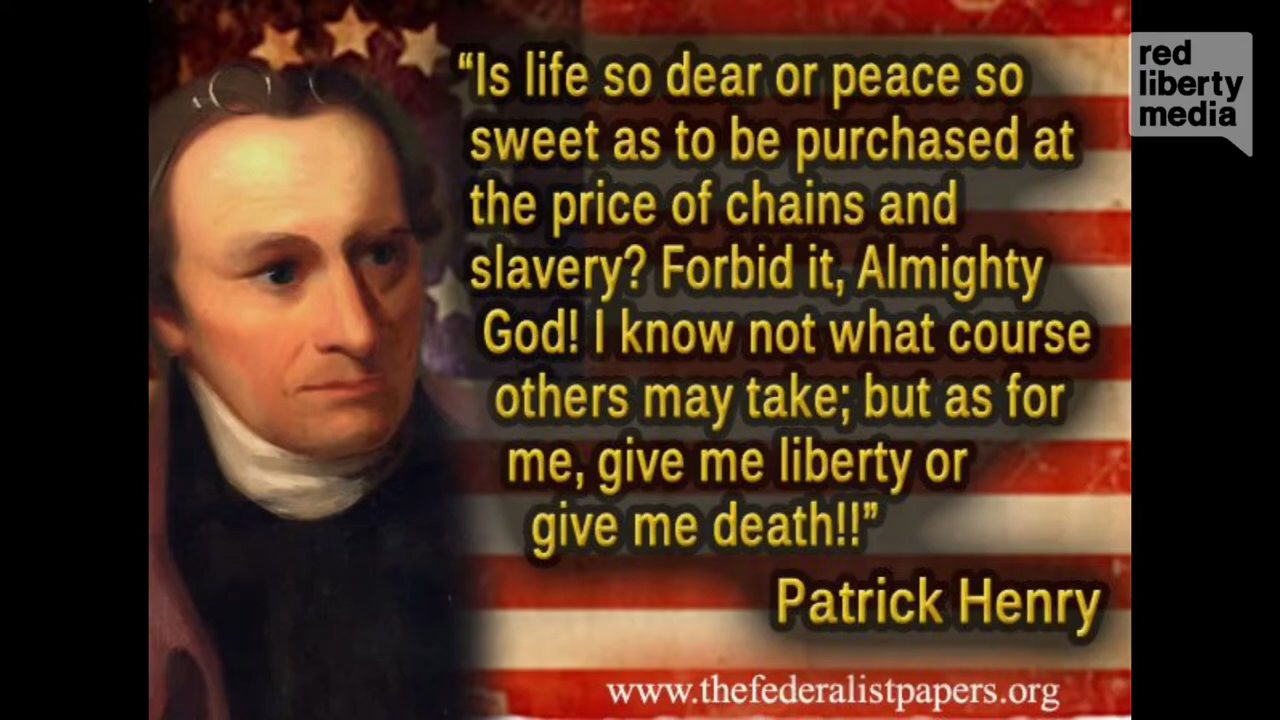 “Is life so dear or peace so
sweet as to be purchased at
the price of chains and
slavery? Forbid it, Almighty
God! I know not what course
others may take; but as for
me, give me liberty or
give me death!!”
Patrick Henry
www.thefederalistpapers.org
red
liberty
media